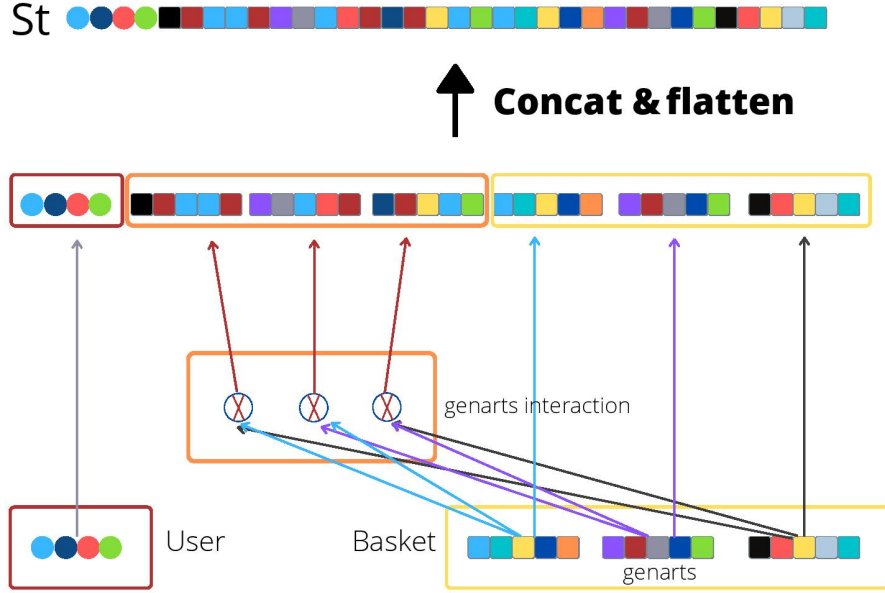 St
Concat & flatten
genarts interaction
User
Basket
genarts